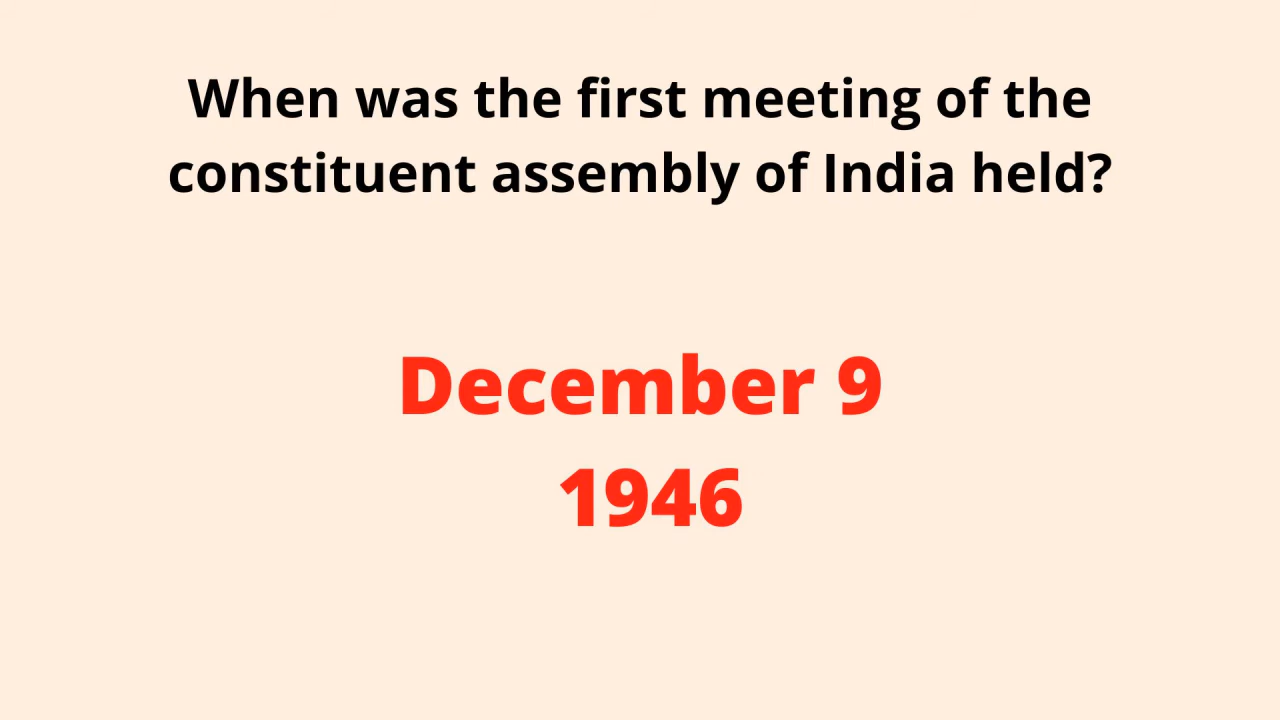 When was the first meeting of the
constituent assembly of India held?
December 9
1946